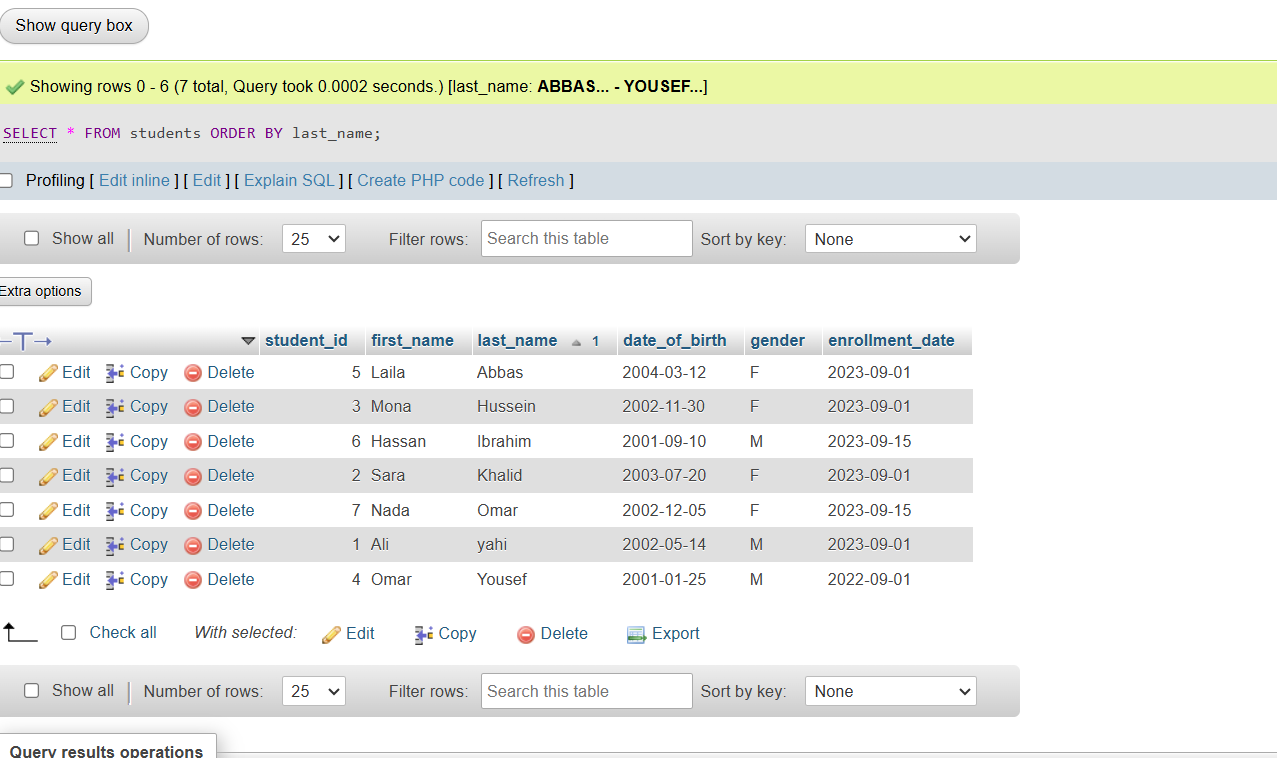 Show query box
Showing rows 0 - 6 (7 total, Query took 0.0002 seconds.) [last_name: ABBAS... - YOUSEF...]
SELECT * FROM students ORDER BY last_name;
Profiling [ Edit inline ] [ Edit ] [ Explain SQL ] [ Create PHP code ] [ Refresh ]
Show all Number of rows: 25 Filter rows: Search this table Sort by key: None
Extra options
student_id first_name last_name 1 date_of_birth gender enrollment_date
Edit Copy Delete 5 Laila Abbas 2004-03-12 F 2023-09-01
Edit Copy Delete 3 Mona Hussein 2002-11-30 F 2023-09-01
Edit Copy Delete 6 Hassan Ibrahim 2001-09-10 M 2023-09-15
Edit Copy Delete 2 Sara Khalid 2003-07-20 F 2023-09-01
Edit Copy Delete 7 Nada Omar 2002-12-05 F 2023-09-15
Edit Copy Delete 1 Ali yahi 2002-05-14 M 2023-09-01
Edit Copy Delete 4 Omar Yousef 2001-01-25 M 2022-09-01
Check all With selected: Edit Copy Delete Export
Show all Number of rows: 25 Filter rows: Search this table Sort by key: None
Query results operations